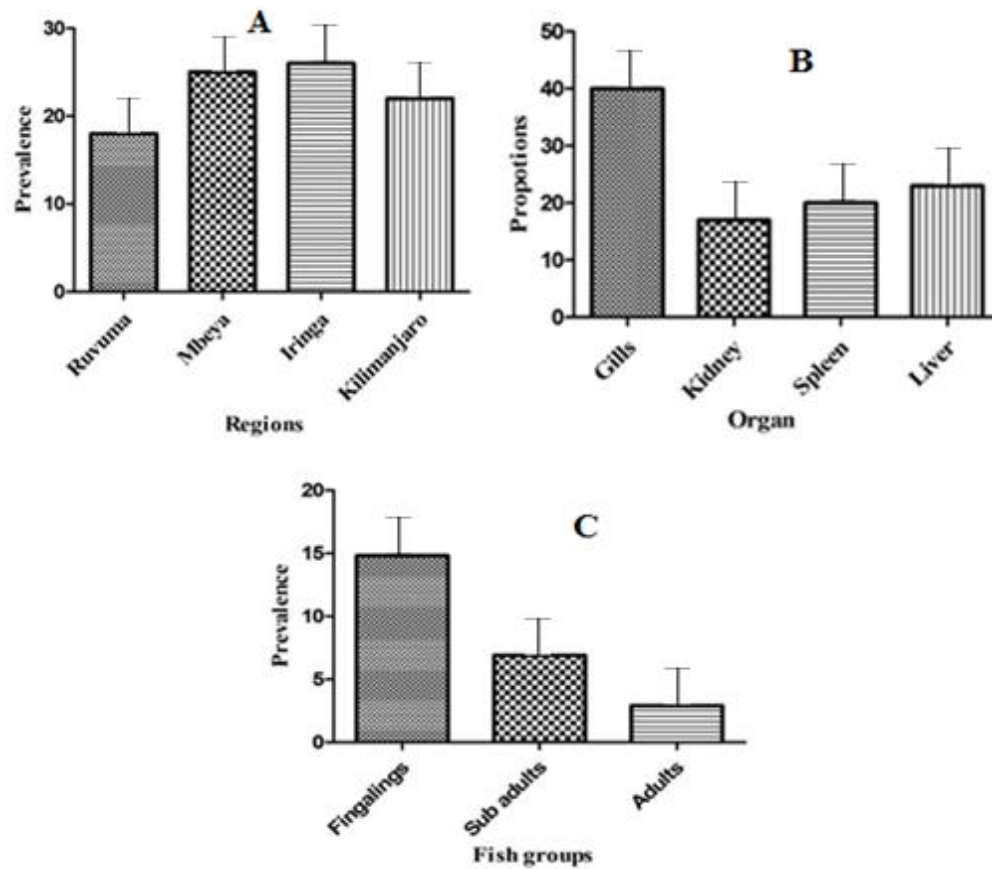 A
30
20
10
0
Prevalence
Ruvuma
Mbeya
Iringa
Kilimanjaro
Regions
B
50
40
30
20
10
0
Propotions
Gills
Kidney
Spleen
Liver
Organ
C
20
15
10
5
0
Prevalence
Fingalings
Sub adults
Adults
Fish groups